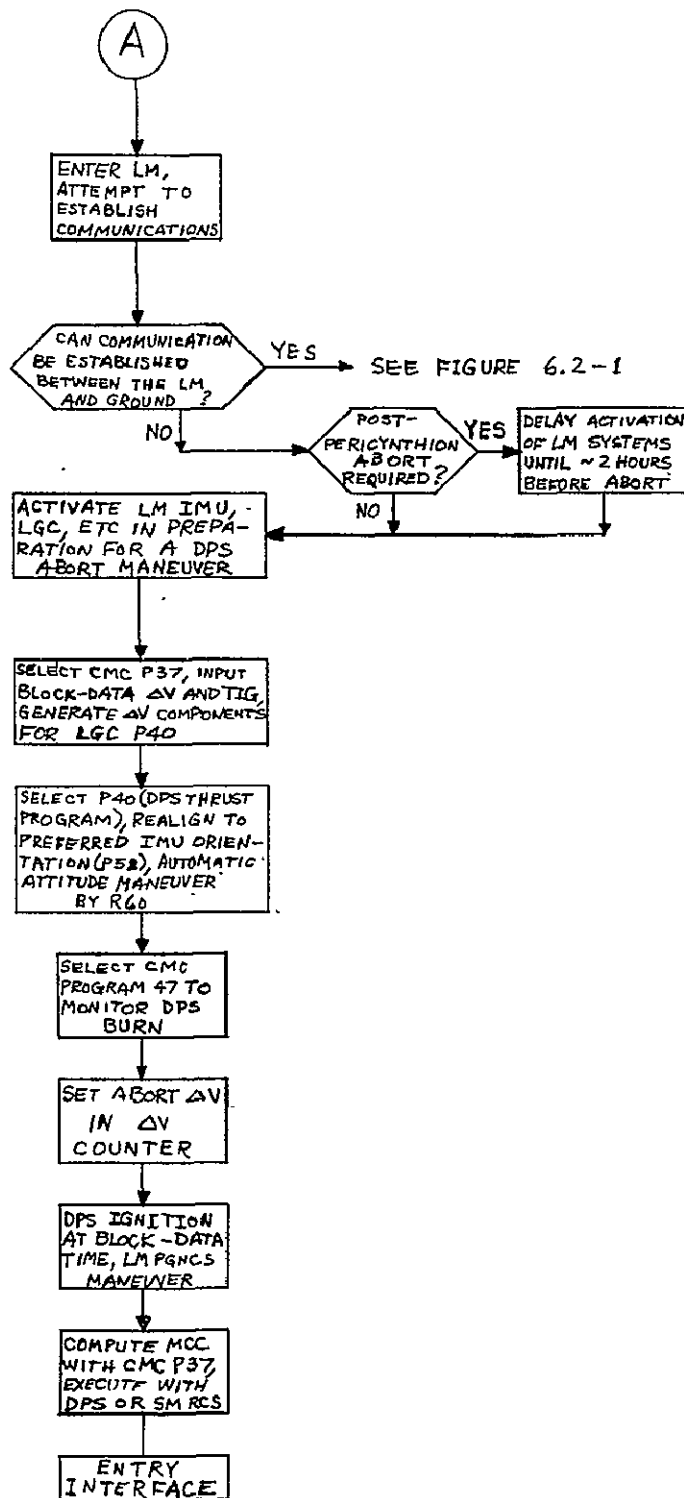 A
ENTER LM,
ATTEMPT TO
ESTABLISH
COMMUNICATIONS
CAN COMMUNICATION
BE ESTABLISHED
BETWEEN THE LM
AND GROUND?
YES
SEE FIGURE 6.2-1
NO
POST-
PERICYNTHION
ABORT
REQUIRED?
YES
DELAY ACTIVATION
OF LM SYSTEMS
UNTIL ~2 HOURS
BEFORE ABORT
NO
ACTIVATE LM IMU,
LGC, ETC IN PREPA-
RATION FOR A DPS
ABORT MANEUVER
SELECT CMC P37, INPUT
BLOCK-DATA ΔV AND TIG,
GENERATE ΔV COMPONENTS
FOR LGC P40
SELECT P40 (DPS THRUST
PROGRAM), REALIGN TO
PREFERRED IMU ORIEN-
TATION (P52), AUTOMATIC
ATTITUDE MANEUVER
BY R60
SELECT CMC
PROGRAM 47 TO
MONITOR DPS
BURN
SET ABORT ΔV
IN ΔV
COUNTER
DPS IGNITION
AT BLOCK-DATA
TIME, LM PGNCS
MANEUVER
COMPUTE MCC
WITH CMC P37,
EXECUTE WITH
DPS OR SM RCS
ENTRY
INTERFACE